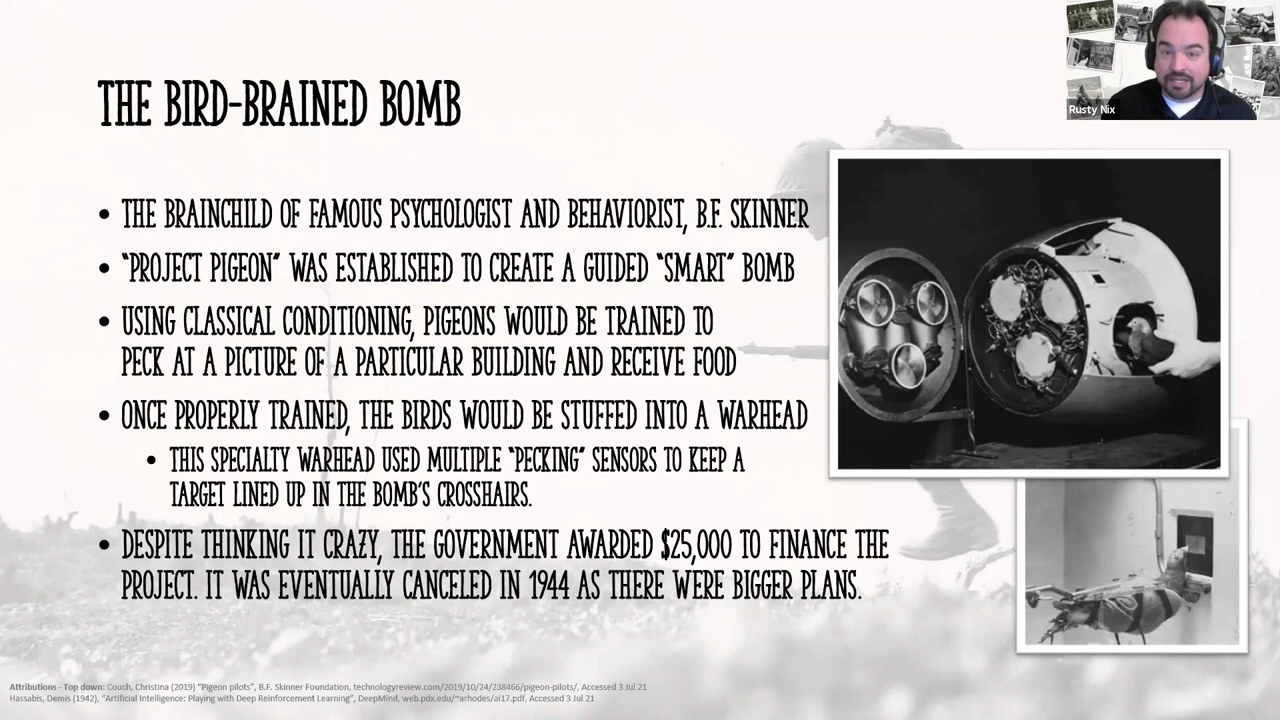 THE BIRD-BRAINED BOMB
Rusty Nix
• THE BRAINCHILD OF FAMOUS PSYCHOLOGIST AND BEHAVIORIST, B.F. SKINNER
• “PROJECT PIGEON” WAS ESTABLISHED TO CREATE A GUIDED “SMART” BOMB
• USING CLASSICAL CONDITIONING, PIGEONS WOULD BE TRAINED TO
PECK AT A PICTURE OF A PARTICULAR BUILDING AND RECEIVE FOOD
• ONCE PROPERLY TRAINED, THE BIRDS WOULD BE STUFFED INTO A WARHEAD
• THIS SPECIALTY WARHEAD USED MULTIPLE “PECKING” SENSORS TO KEEP A
TARGET LINED UP IN THE BOMB’S CROSSHAIRS.
• DESPITE THINKING IT CRAZY, THE GOVERNMENT AWARDED $25,000 TO FINANCE THE
PROJECT. IT WAS EVENTUALLY CANCELED IN 1944 AS THERE WERE BIGGER PLANS.
Attributions - Top down: Couch, Christina (2019) “Pigeon pilots”, B.F. Skinner Foundation, technologyreview.com/2019/10/24/238466/pigeon-pilots/, Accessed 3 Jul 21
Hassabis, Demis (1942), “Artificial Intelligence: Playing with Deep Reinforcement Learning”, DeepMind, web.pdx.edu/~arhodes/ai17.pdf, Accessed 3 Jul 21